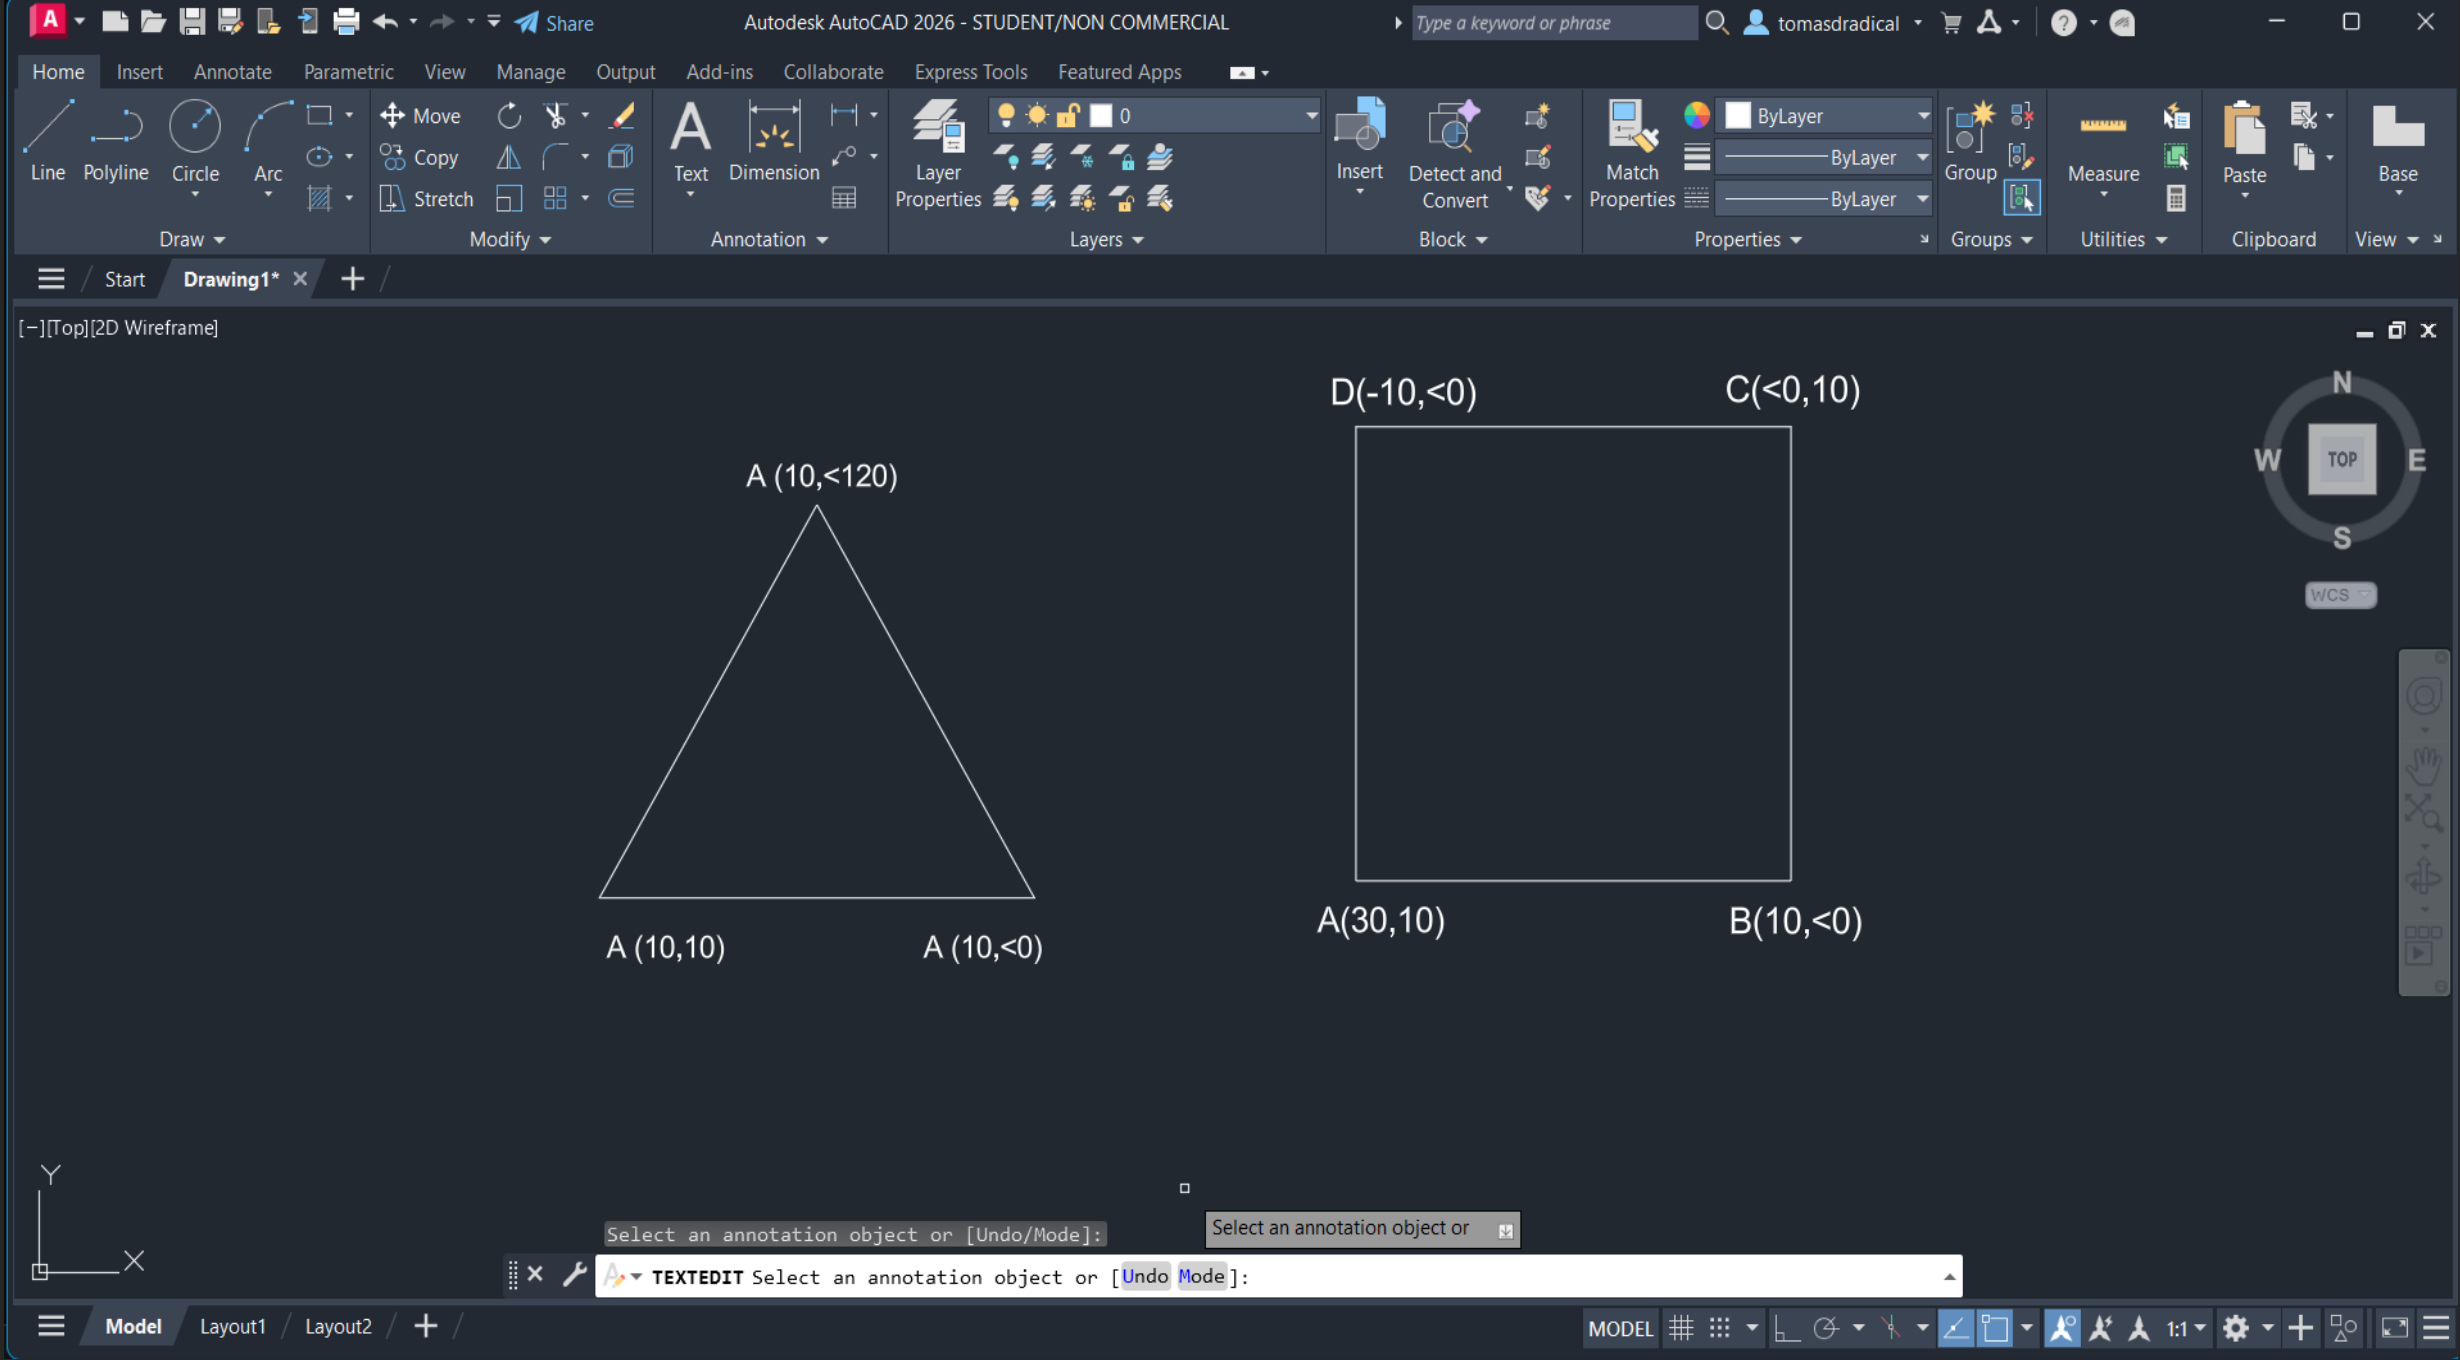 A
Share
Autodesk AutoCAD 2026 - STUDENT/NON COMMERCIAL
Type a keyword or phrase
tomasdradical
Home Insert Annotate Parametric View Manage Output Add-ins Collaborate Express Tools Featured Apps
Line Polyline Circle Arc
Draw
Move
Copy
Stretch
Modify
A
Text Dimension
Annotation
Layer
Properties
0
Layers
Insert
Detect and
Convert
Block
Match
Properties
ByLayer
ByLayer
ByLayer
Properties
Group
Groups
Measure
Utilities
Paste
Clipboard
Base
View
Start Drawing1*
[−][Top][2D Wireframe]
D(-10,<0) C(<0,10)
N
W TOP E
S
WCS
A (10,<120)
A(30,10) B(10,<0)
A (10,10) A (10,<0)
Y
X
Select an annotation object or
Select an annotation object or [Undo/Mode]:
TEXTEDIT Select an annotation object or [Undo Mode]:
Model Layout1 Layout2
MODEL 1:1